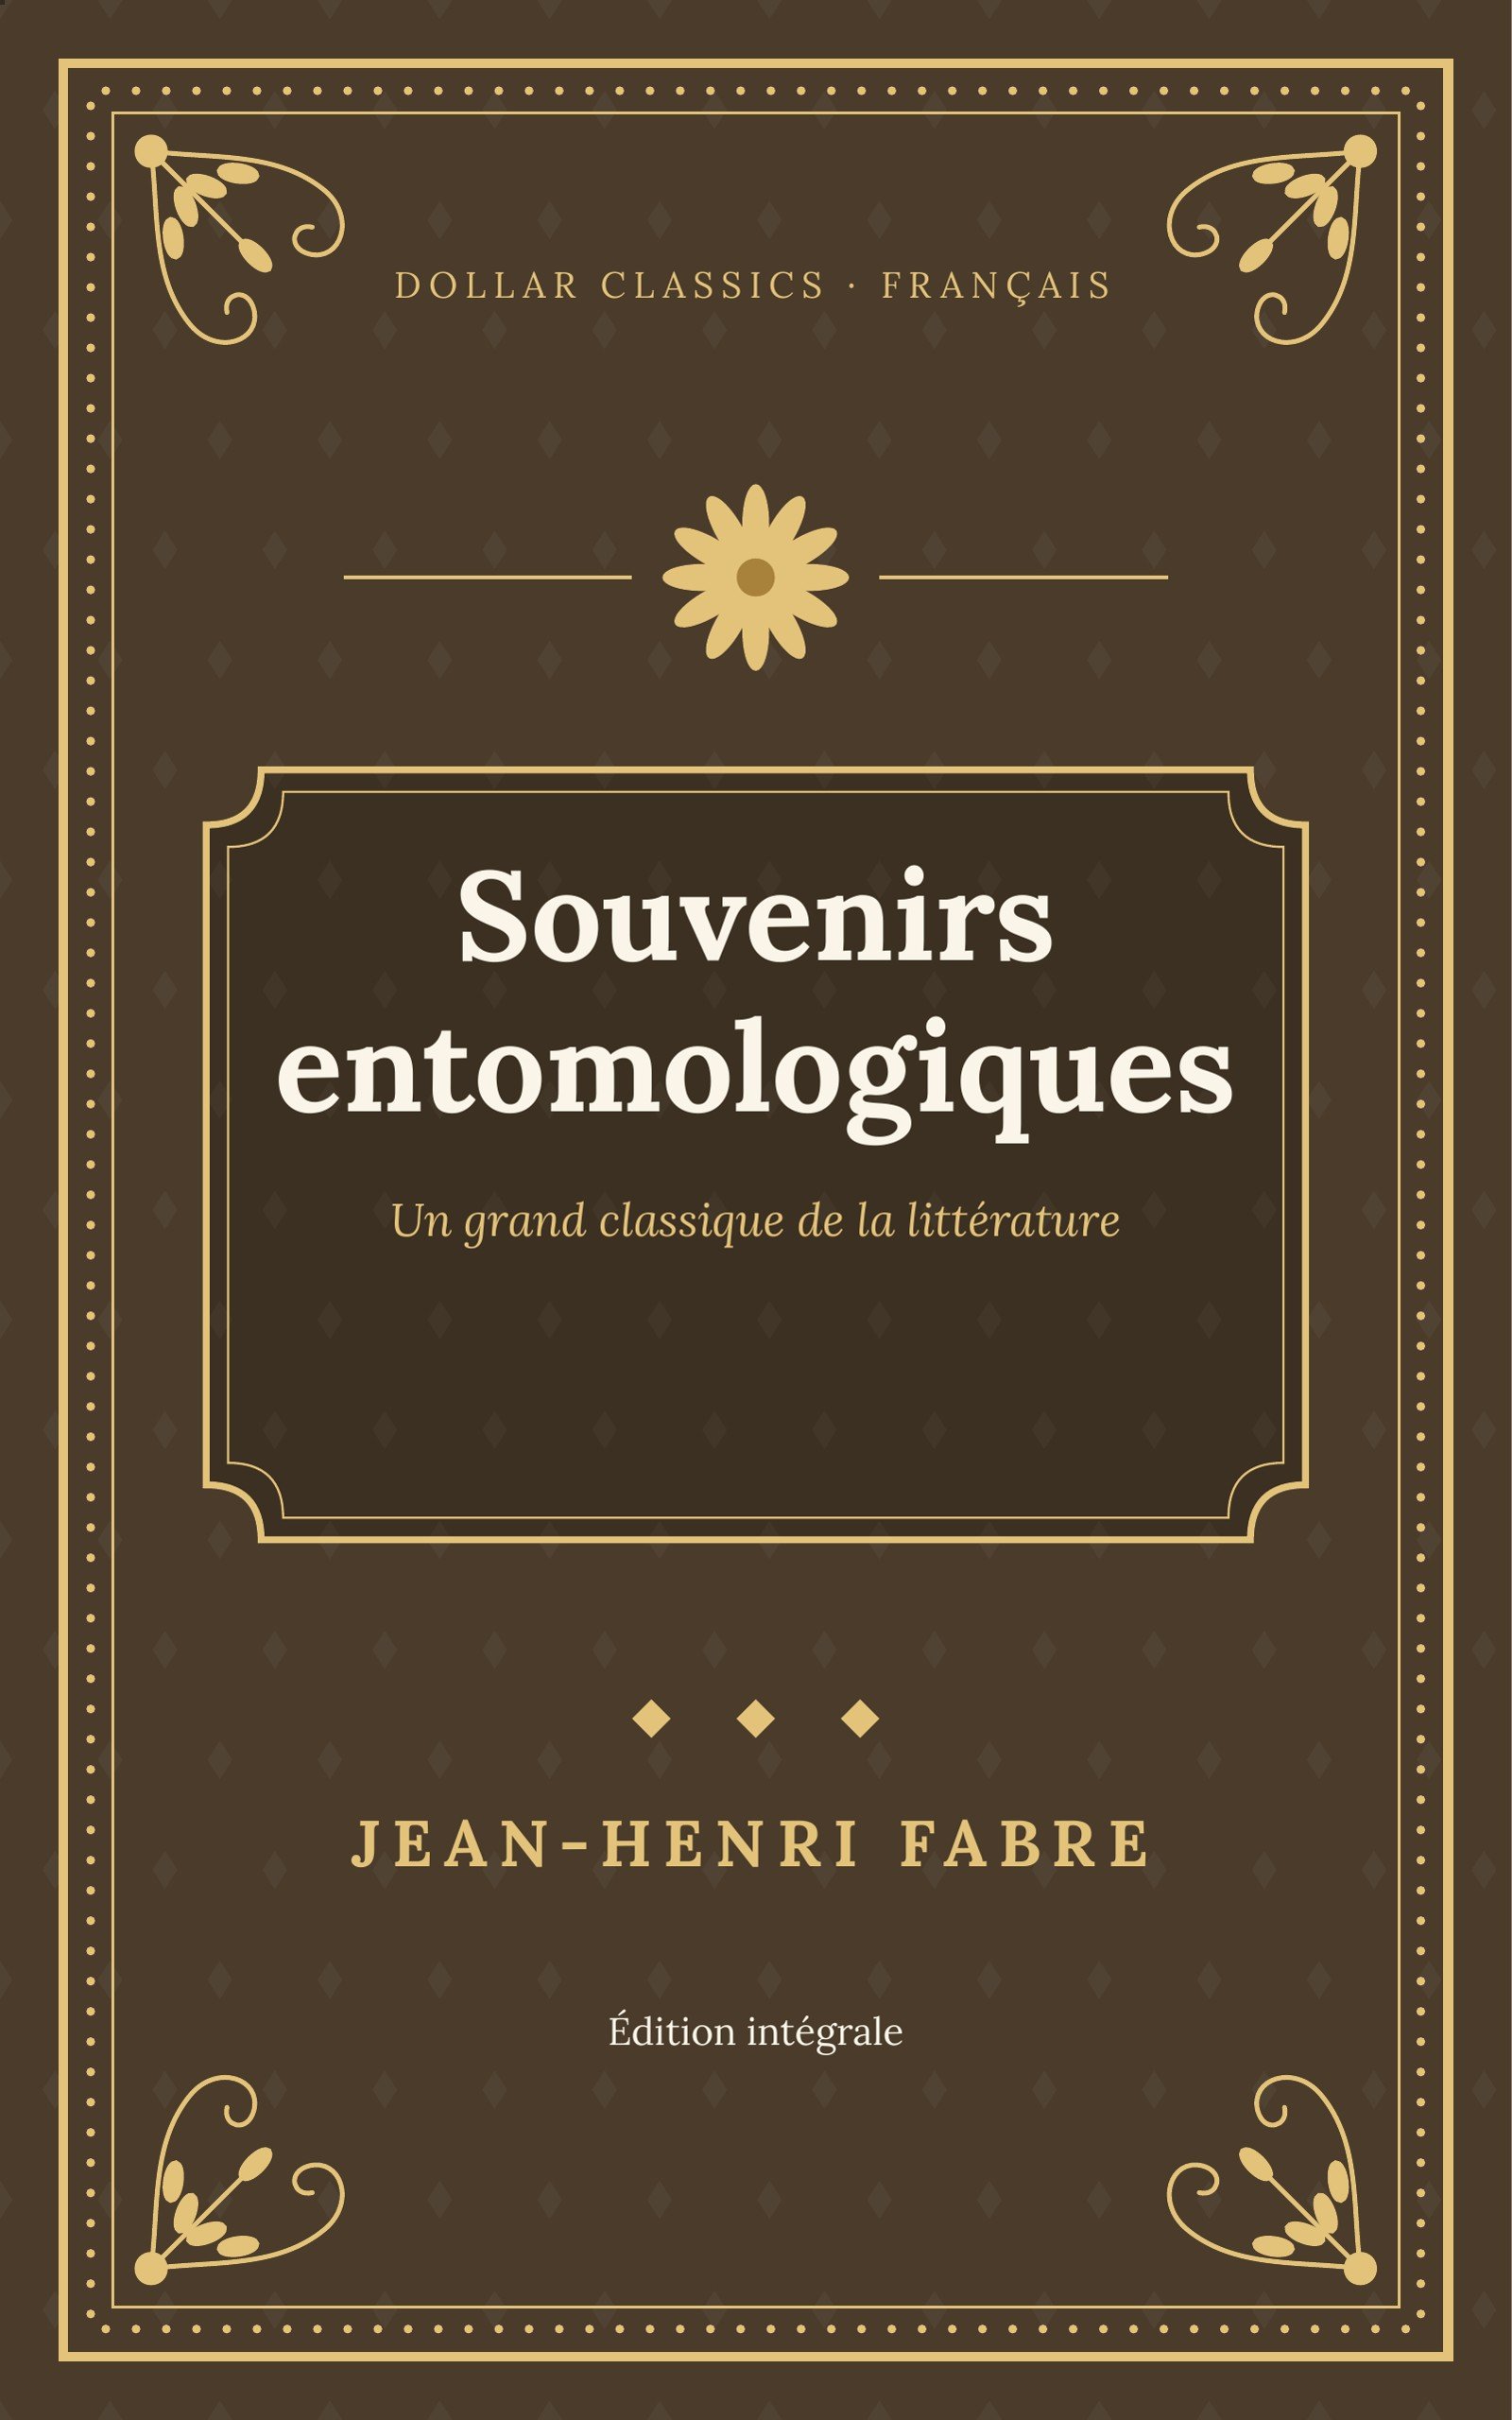 DOLLAR CLASSICS · FRANÇAIS
Souvenirs
entomologiques
Un grand classique de la littérature
JEAN-HENRI FABRE
Édition intégrale